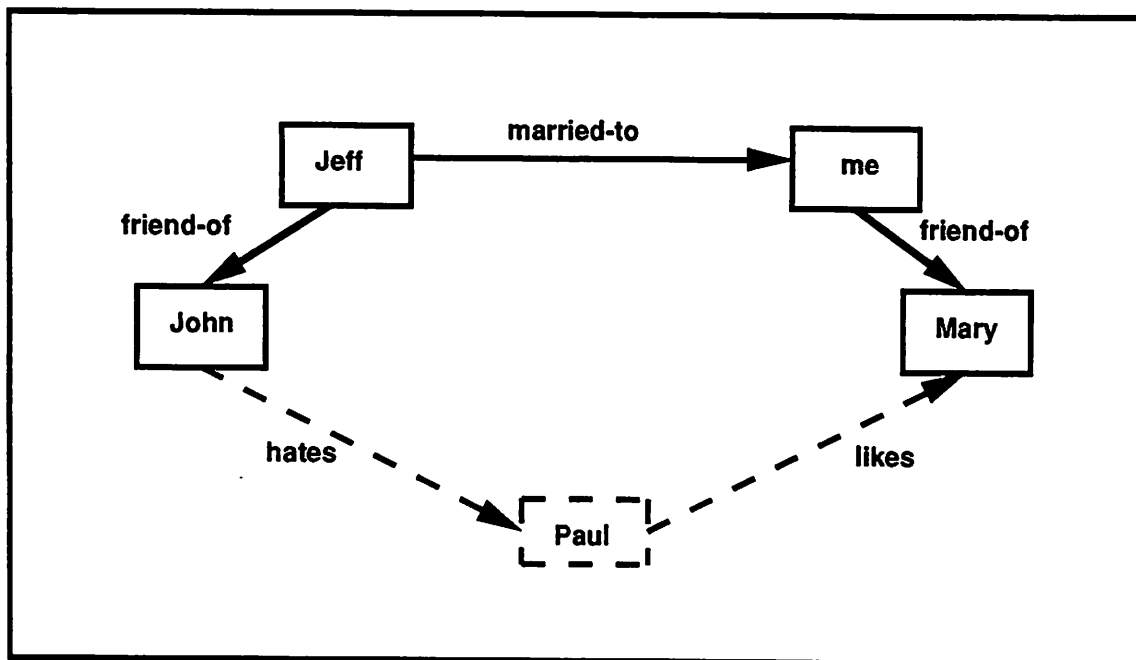 married-to
Jeff
me
friend-of
friend-of
John
Mary
hates
likes
Paul